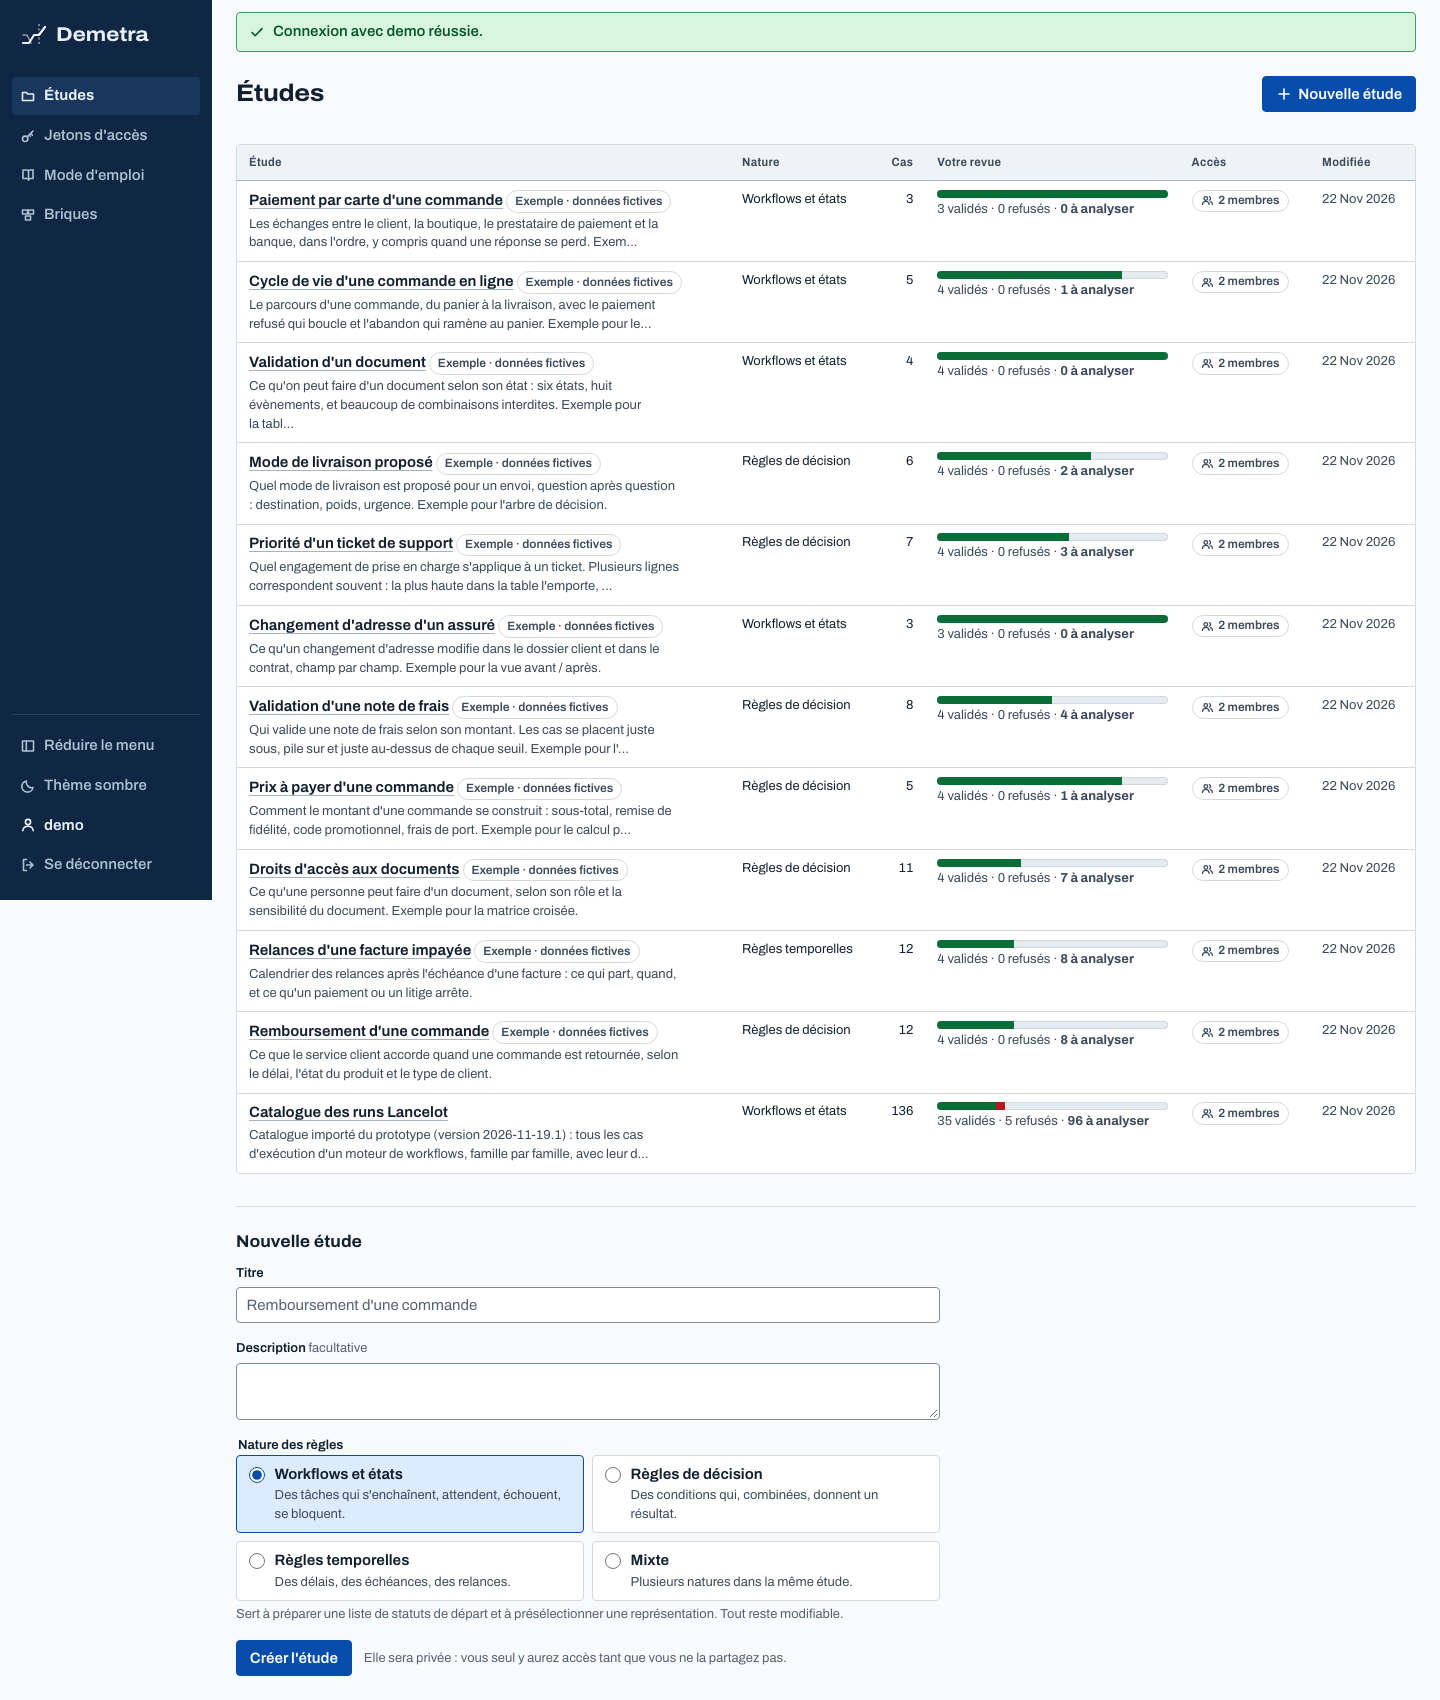 Demetra
Études
Jetons d'accès
Mode d'emploi
Briques
Réduire le menu
Thème sombre
demo
Se déconnecter
Connexion avec demo réussie.
Études
Nouvelle étude
Étude Nature Cas Votre revue Accès Modifiée
Paiement par carte d'une commande Exemple · données fictives Workflows et états 3 3 validés · 0 refusés · 0 à analyser 2 membres 22 Nov 2026
Les échanges entre le client, la boutique, le prestataire de paiement et la
banque, dans l'ordre, y compris quand une réponse se perd. Exem...
Cycle de vie d'une commande en ligne Exemple · données fictives Workflows et états 5 4 validés · 0 refusés · 1 à analyser 2 membres 22 Nov 2026
Le parcours d'une commande, du panier à la livraison, avec le paiement
refusé qui boucle et l'abandon qui ramène au panier. Exemple pour le...
Validation d'un document Exemple · données fictives Workflows et états 4 4 validés · 0 refusés · 0 à analyser 2 membres 22 Nov 2026
Ce qu'on peut faire d'un document selon son état : six états, huit
évènements, et beaucoup de combinaisons interdites. Exemple pour
la tabl...
Mode de livraison proposé Exemple · données fictives Règles de décision 6 4 validés · 0 refusés · 2 à analyser 2 membres 22 Nov 2026
Quel mode de livraison est proposé pour un envoi, question après question
: destination, poids, urgence. Exemple pour l'arbre de décision.
Priorité d'un ticket de support Exemple · données fictives Règles de décision 7 4 validés · 0 refusés · 3 à analyser 2 membres 22 Nov 2026
Quel engagement de prise en charge s'applique à un ticket. Plusieurs lignes
correspondent souvent : la plus haute dans la table l'emporte, ...
Changement d'adresse d'un assuré Exemple · données fictives Workflows et états 3 3 validés · 0 refusés · 0 à analyser 2 membres 22 Nov 2026
Ce qu'un changement d'adresse modifie dans le dossier client et dans le
contrat, champ par champ. Exemple pour la vue avant / après.
Validation d'une note de frais Exemple · données fictives Règles de décision 8 4 validés · 0 refusés · 4 à analyser 2 membres 22 Nov 2026
Qui valide une note de frais selon son montant. Les cas se placent juste
sous, pile sur et juste au-dessus de chaque seuil. Exemple pour l'...
Prix à payer d'une commande Exemple · données fictives Règles de décision 5 4 validés · 0 refusés · 1 à analyser 2 membres 22 Nov 2026
Comment le montant d'une commande se construit : sous-total, remise de
fidélité, code promotionnel, frais de port. Exemple pour le calcul p...
Droits d'accès aux documents Exemple · données fictives Règles de décision 11 4 validés · 0 refusés · 7 à analyser 2 membres 22 Nov 2026
Ce qu'une personne peut faire d'un document, selon son rôle et la
sensibilité du document. Exemple pour la matrice croisée.
Relances d'une facture impayée Exemple · données fictives Règles temporelles 12 4 validés · 0 refusés · 8 à analyser 2 membres 22 Nov 2026
Calendrier des relances après l'échéance d'une facture : ce qui part, quand,
et ce qu'un paiement ou un litige arrête.
Remboursement d'une commande Exemple · données fictives Règles de décision 12 4 validés · 0 refusés · 8 à analyser 2 membres 22 Nov 2026
Ce que le service client accorde quand une commande est retournée, selon
le délai, l'état du produit et le type de client.
Catalogue des runs Lancelot Workflows et états 136 35 validés · 5 refusés · 96 à analyser 2 membres 22 Nov 2026
Catalogue importé du prototype (version 2026-11-19.1) : tous les cas
d'exécution d'un moteur de workflows, famille par famille, avec leur d...
Nouvelle étude
Titre
Remboursement d'une commande
Description facultative
Nature des règles
Workflows et états
Des tâches qui s'enchaînent, attendent, échouent,
se bloquent.
Règles de décision
Des conditions qui, combinées, donnent un
résultat.
Règles temporelles
Des délais, des échéances, des relances.
Mixte
Plusieurs natures dans la même étude.
Sert à préparer une liste de statuts de départ et à présélectionner une représentation. Tout reste modifiable.
Créer l'étude
Elle sera privée : vous seul y aurez accès tant que vous ne la partagez pas.